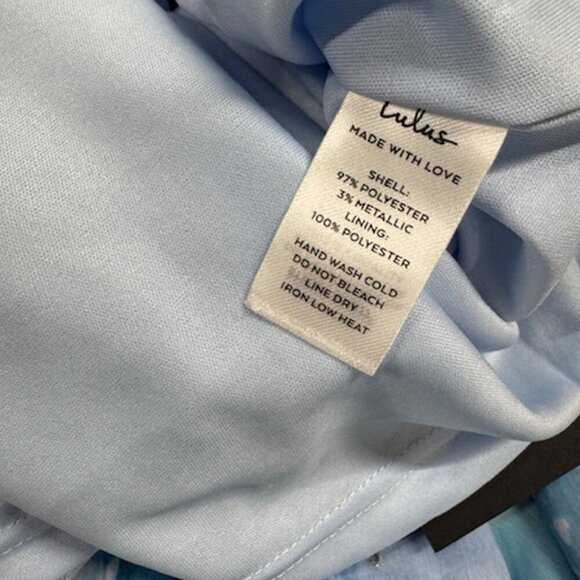 Lulus
MADE WITH LOVE
SHELL:
97% POLYESTER
3% METALLIC
LINING:
100% POLYESTER
HAND WASH COLD
DO NOT BLEACH
LINE DRY
IRON LOW HEAT